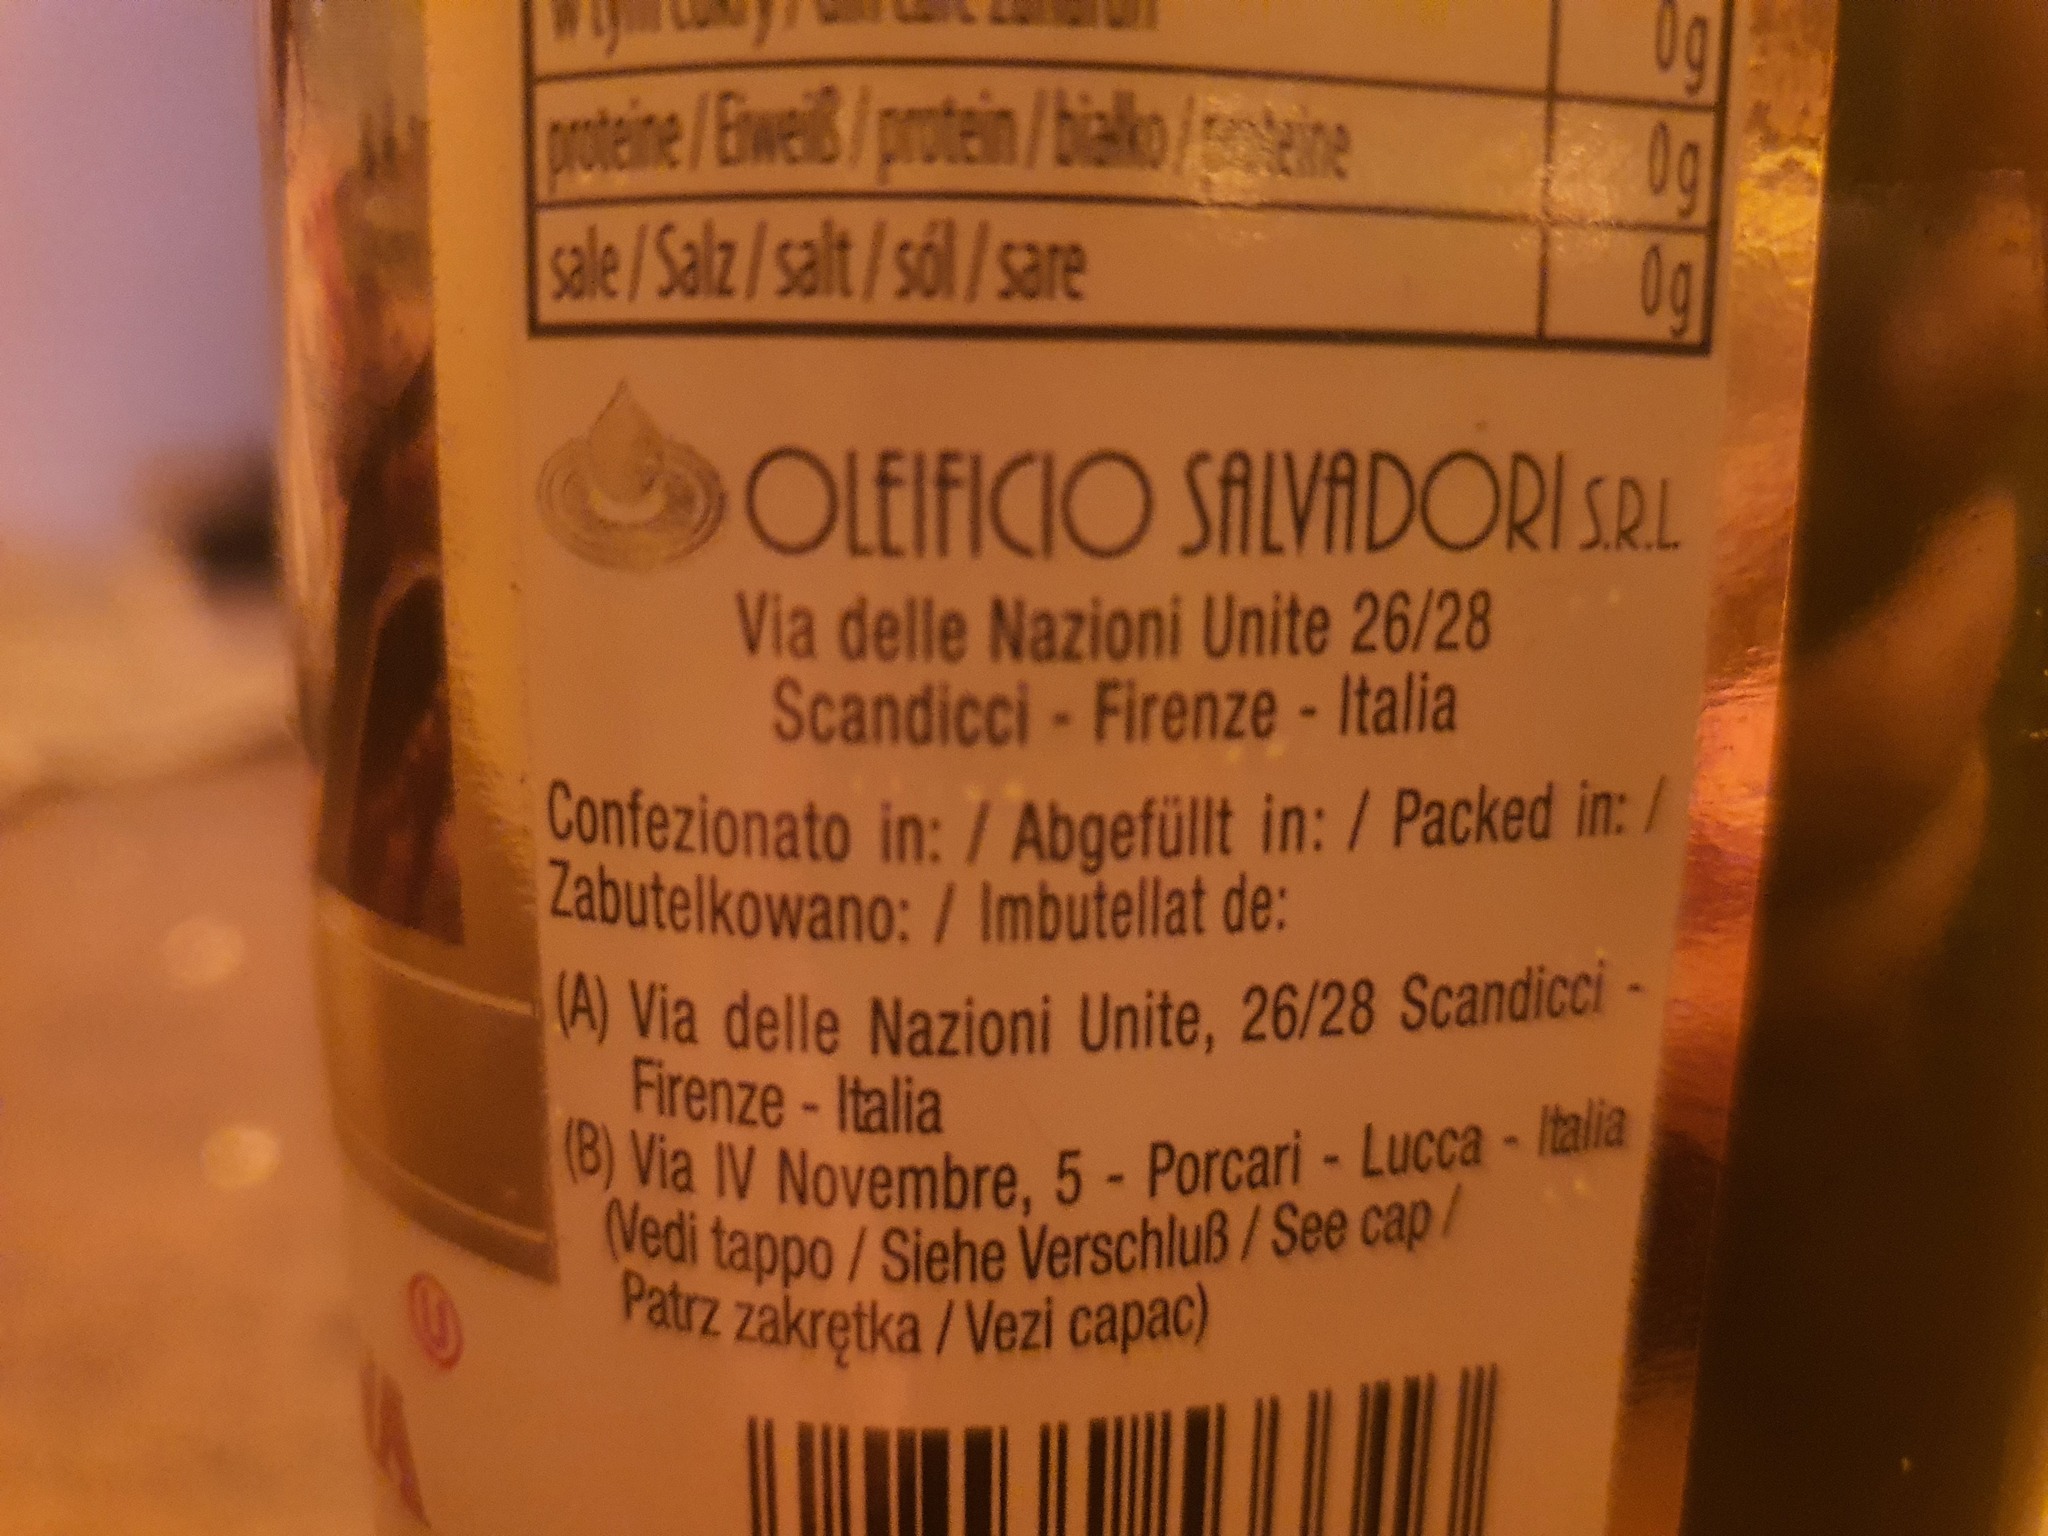 w tym cukry /
0g
proteine / Eiweiß / protein / białko / proteine
0g
sale / Salz / salt / sól / sare
0g
OLEIFICIO SALVADORI S.R.L.
Via delle Nazioni Unite 26/28
Scandicci - Firenze - Italia
Confezionato in: / Abgefüllt in: / Packed in: /
Zabutelkowano: / Imbutellat de:
(A) Via delle Nazioni Unite, 26/28 Scandicci -
Firenze - Italia
(B) Via IV Novembre, 5 - Porcari - Lucca - Italia
(Vedi tappo / Siehe Verschluß / See cap /
Patrz zakrętka / Vezi capac)
U